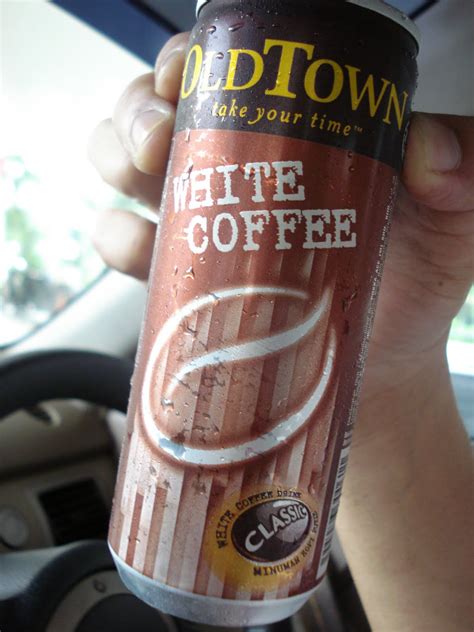 OLDTOWN
take your time™
WHITE
COFFEE
WHITE COFFEE DRINK
CLASSIC
MINUMAN KOPI PUTIH